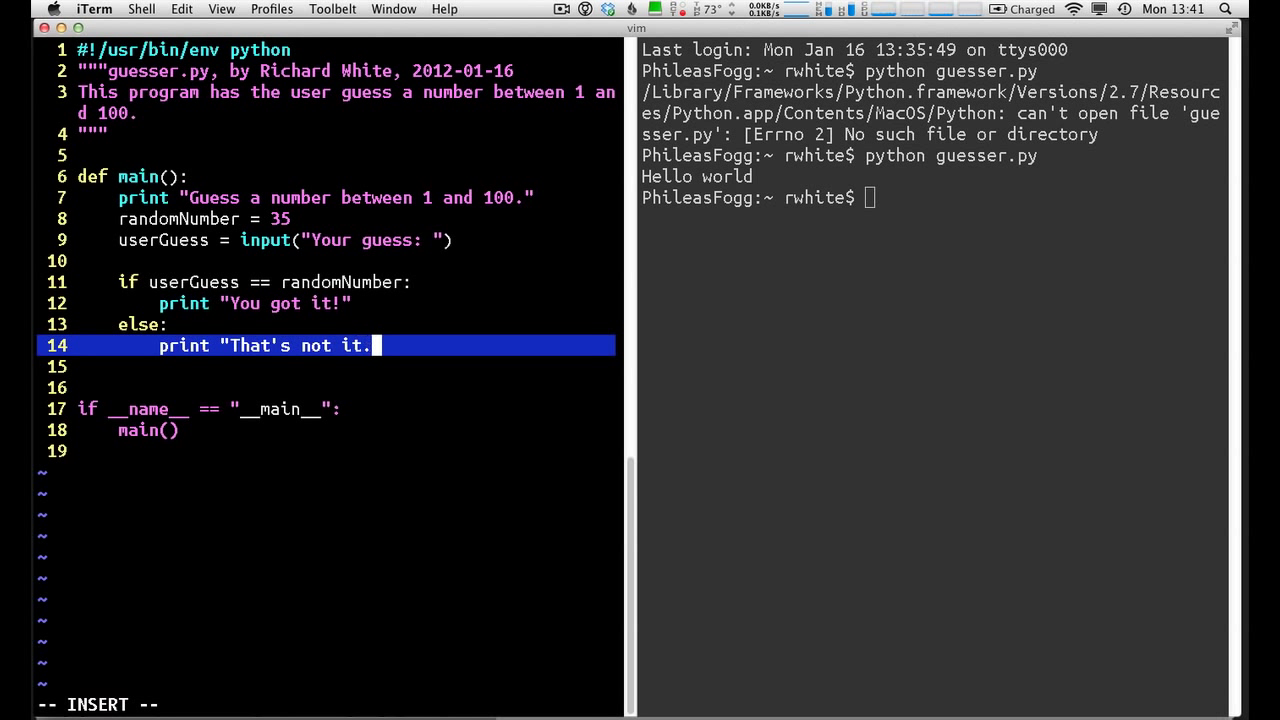 iTerm Shell Edit View Profiles Toolbelt Window Help 73° 0.0KB/s 0.1KB/s Charged Mon 13:41
vim
1 #!/usr/bin/env python
2 """guesser.py, by Richard White, 2012-01-16
3 This program has the user guess a number between 1 an
d 100.
4 """
5
6 def main():
7     print "Guess a number between 1 and 100."
8     randomNumber = 35
9     userGuess = input("Your guess: ")
10
11     if userGuess == randomNumber:
12         print "You got it!"
13     else:
14         print "That's not it.
15
16
17 if __name__ == "__main__":
18     main()
19
~
~
~
~
~
~
~
~
~
~
~
-- INSERT --
Last login: Mon Jan 16 13:35:49 on ttys000
PhileasFogg:~ rwhite$ python guesser.py
/Library/Frameworks/Python.framework/Versions/2.7/Resourc
es/Python.app/Contents/MacOS/Python: can't open file 'gue
sser.py': [Errno 2] No such file or directory
PhileasFogg:~ rwhite$ python guesser.py
Hello world
PhileasFogg:~ rwhite$